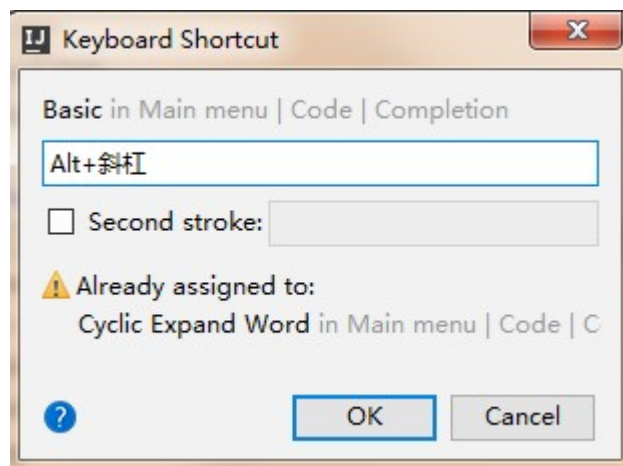 IJ Keyboard Shortcut
Basic in Main menu | Code | Completion
Alt+斜杠
Second stroke:
Already assigned to:
Cyclic Expand Word in Main menu | Code | C
?
OK Cancel